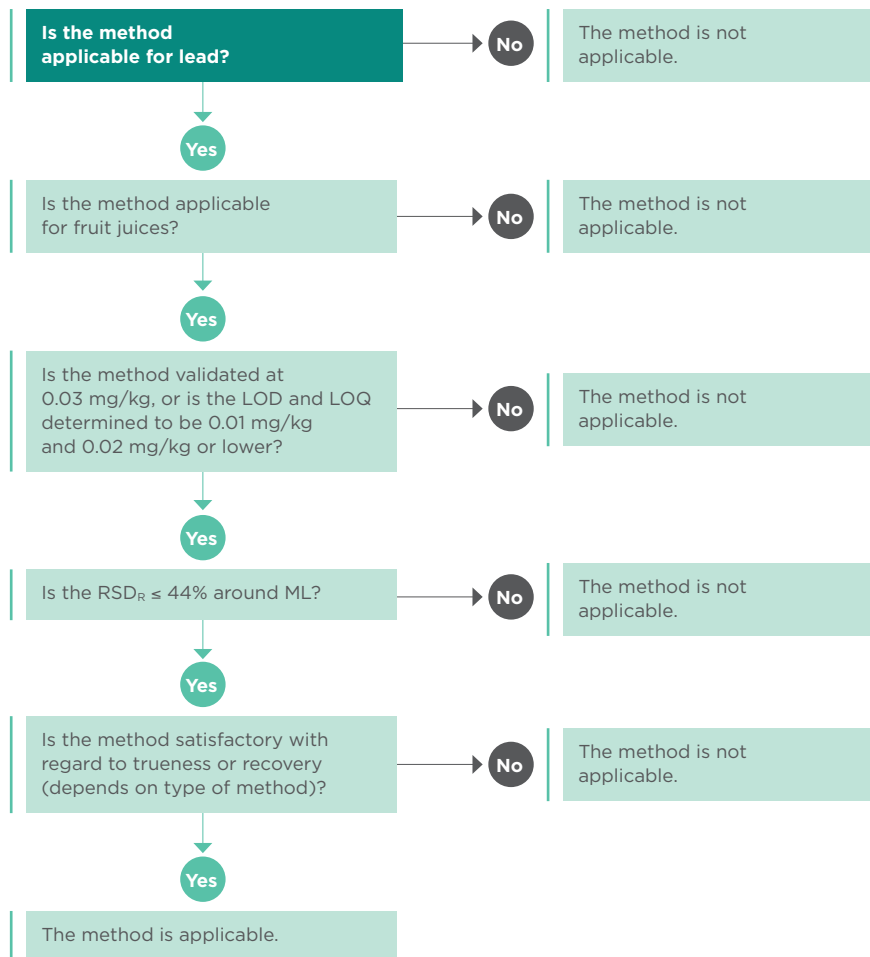 Is the method
applicable for lead?
No
The method is not
applicable.
Yes
Is the method applicable
for fruit juices?
No
The method is not
applicable.
Yes
Is the method validated at
0.03 mg/kg, or is the LOD and LOQ
determined to be 0.01 mg/kg
and 0.02 mg/kg or lower?
No
The method is not
applicable.
Yes
Is the RSDR ≤ 44% around ML?
No
The method is not
applicable.
Yes
Is the method satisfactory with
regard to trueness or recovery
(depends on type of method)?
No
The method is not
applicable.
Yes
The method is applicable.